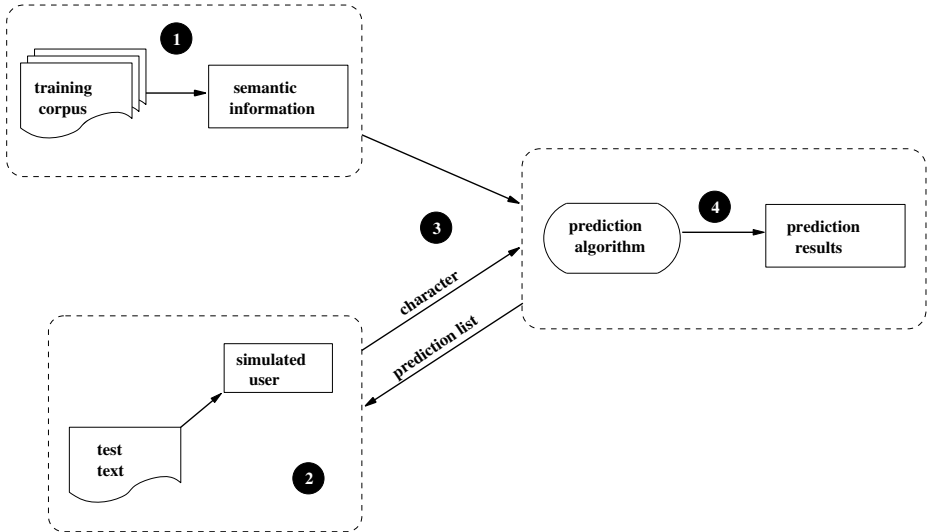 1
training
corpus
semantic
information
3
prediction
algorithm
4
prediction
results
character
prediction list
simulated
user
test
text
2